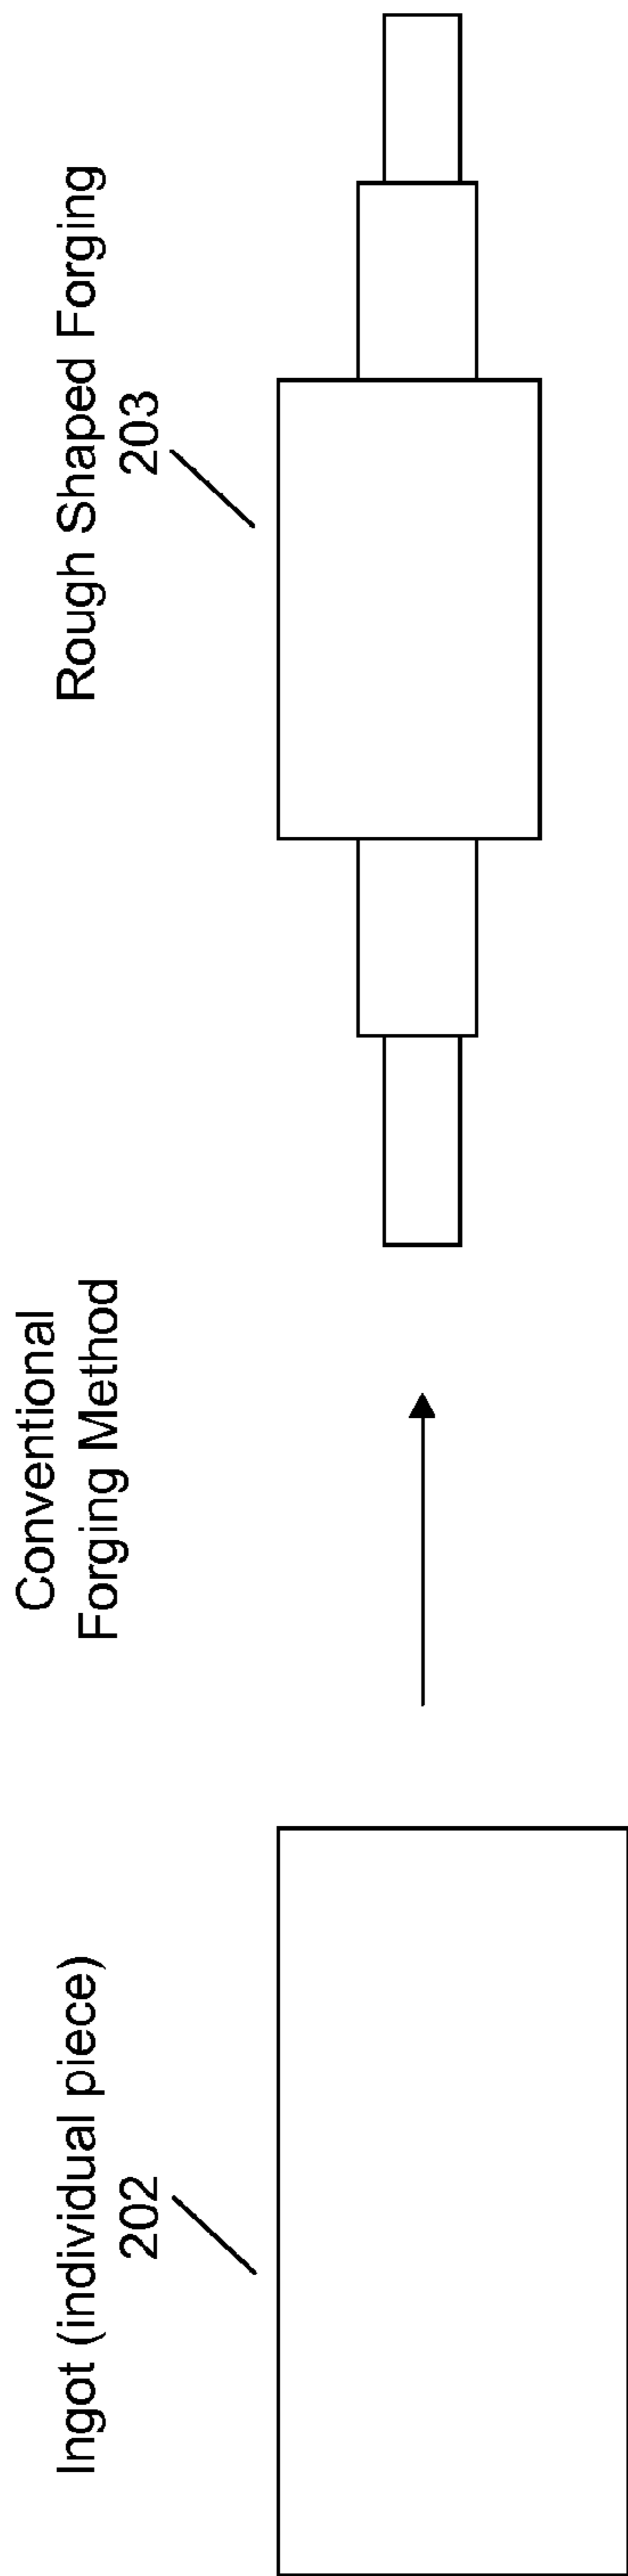 Ingot (individual piece)
202
Conventional
Forging Method
Rough Shaped Forging
203